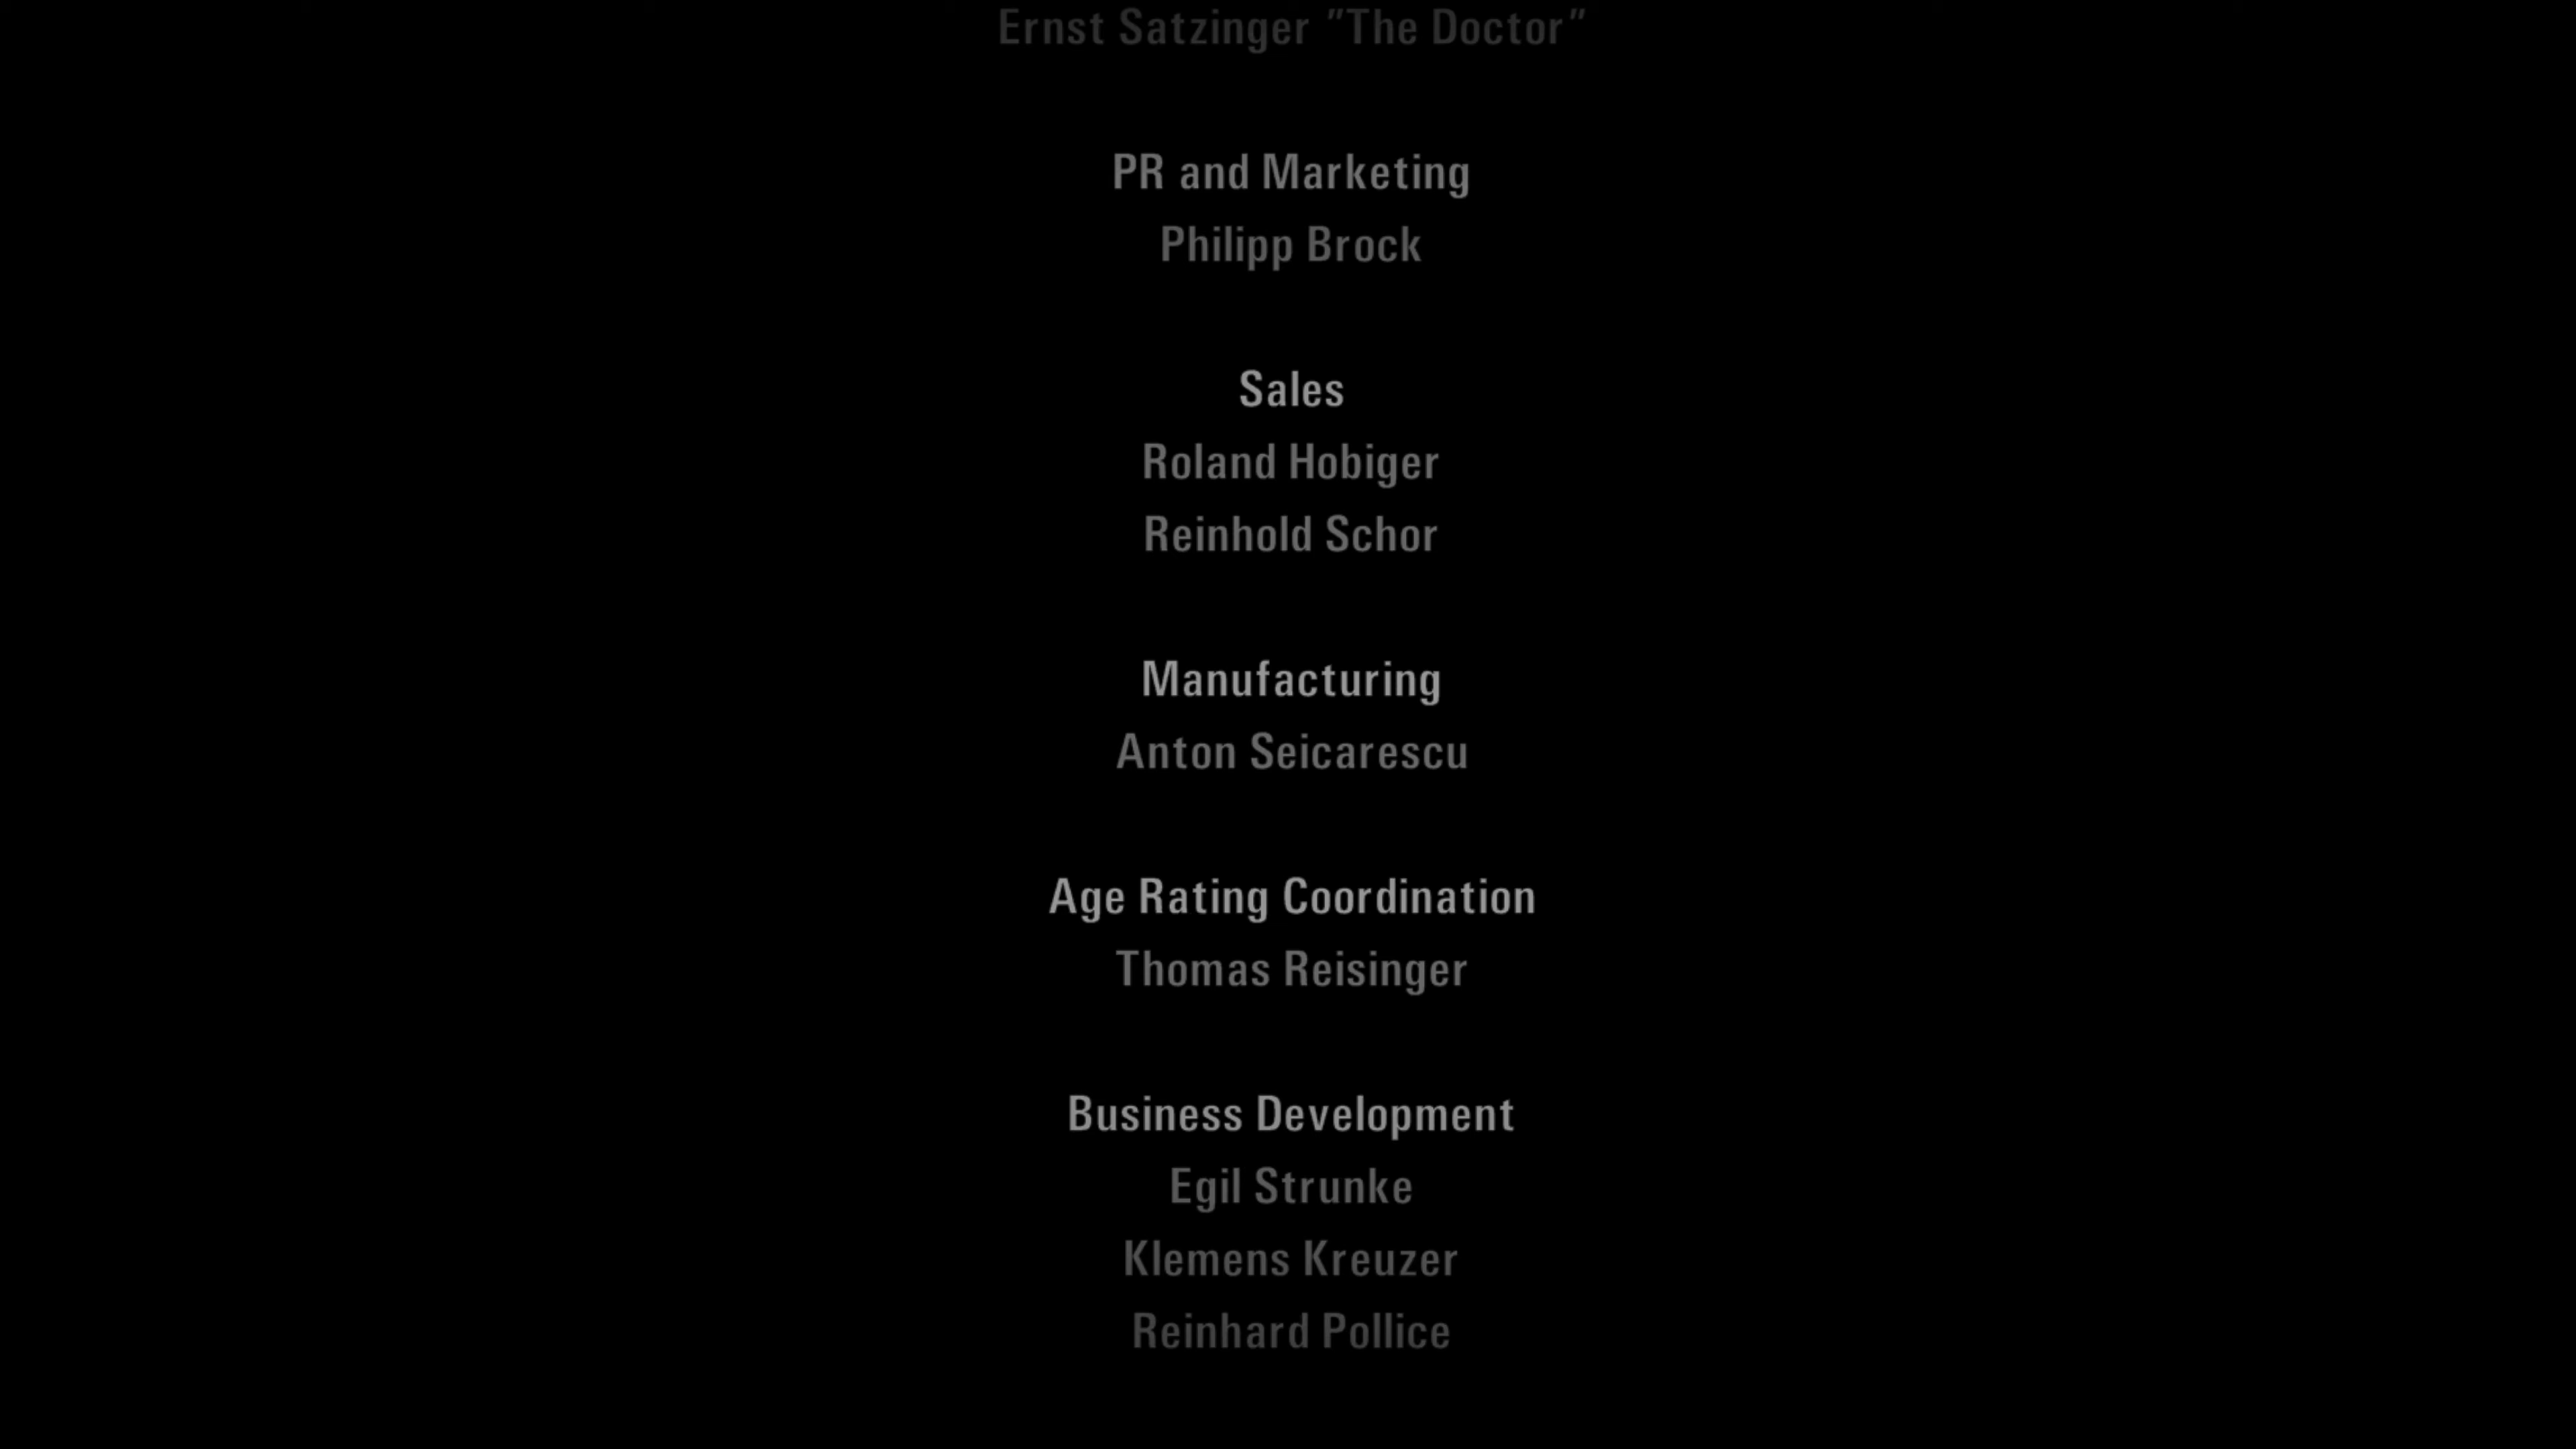 Ernst Satzinger "The Doctor"
PR and Marketing
Philipp Brock
Sales
Roland Hobiger
Reinhold Schor
Manufacturing
Anton Seicarescu
Age Rating Coordination
Thomas Reisinger
Business Development
Egil Strunke
Klemens Kreuzer
Reinhard Pollice